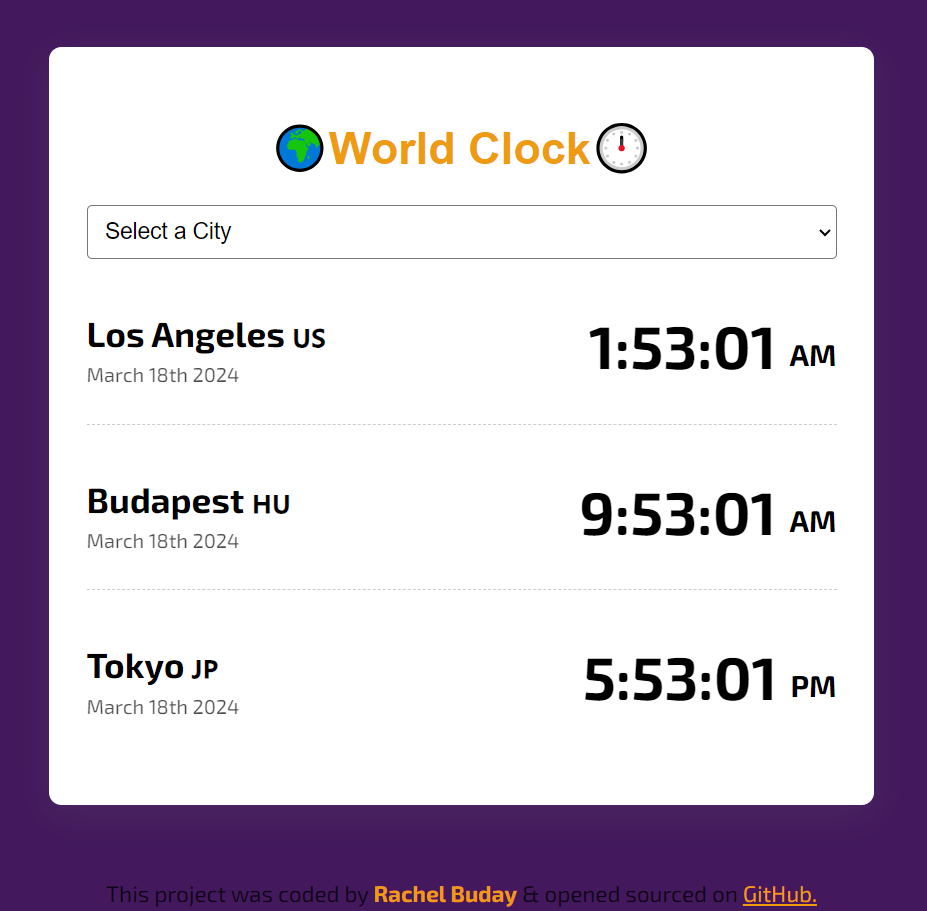 World Clock
Select a City
Los Angeles US
1:53:01 AM
March 18th 2024
Budapest HU
9:53:01 AM
March 18th 2024
Tokyo JP
5:53:01 PM
March 18th 2024
This project was coded by Rachel Buday & opened sourced on GitHub.